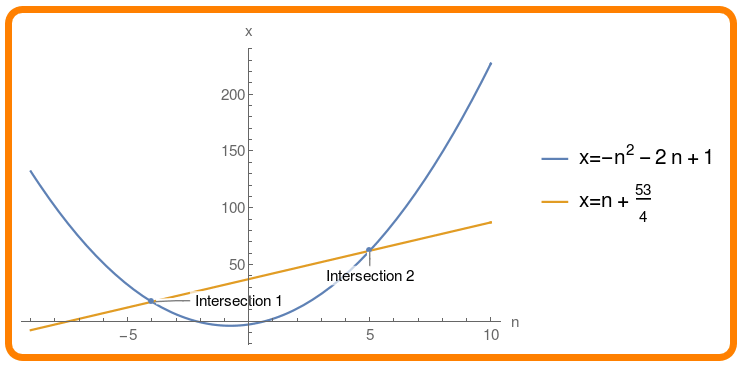 x
200
150
100
50
−5
5
10
n
Intersection 1
Intersection 2
x=−n² − 2 n + 1
x=n + 53/4